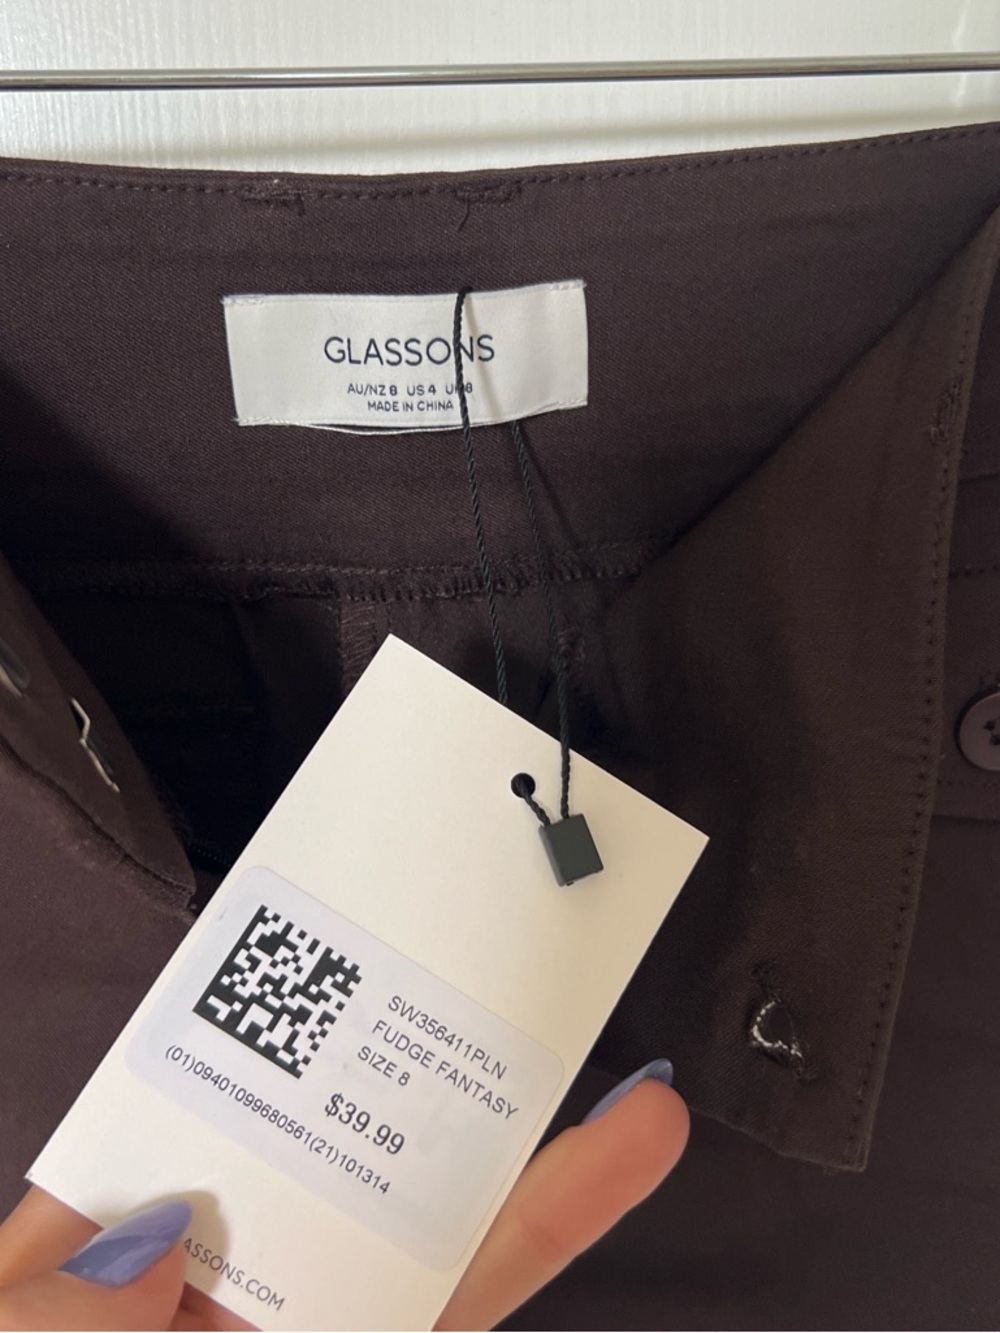 GLASSONS
AU/NZ 8 US 4 UK 8
MADE IN CHINA
SW356411PLN
FUDGE FANTASY
SIZE 8
$39.99
(01)09401099680561(21)101314
ASSONS.COM